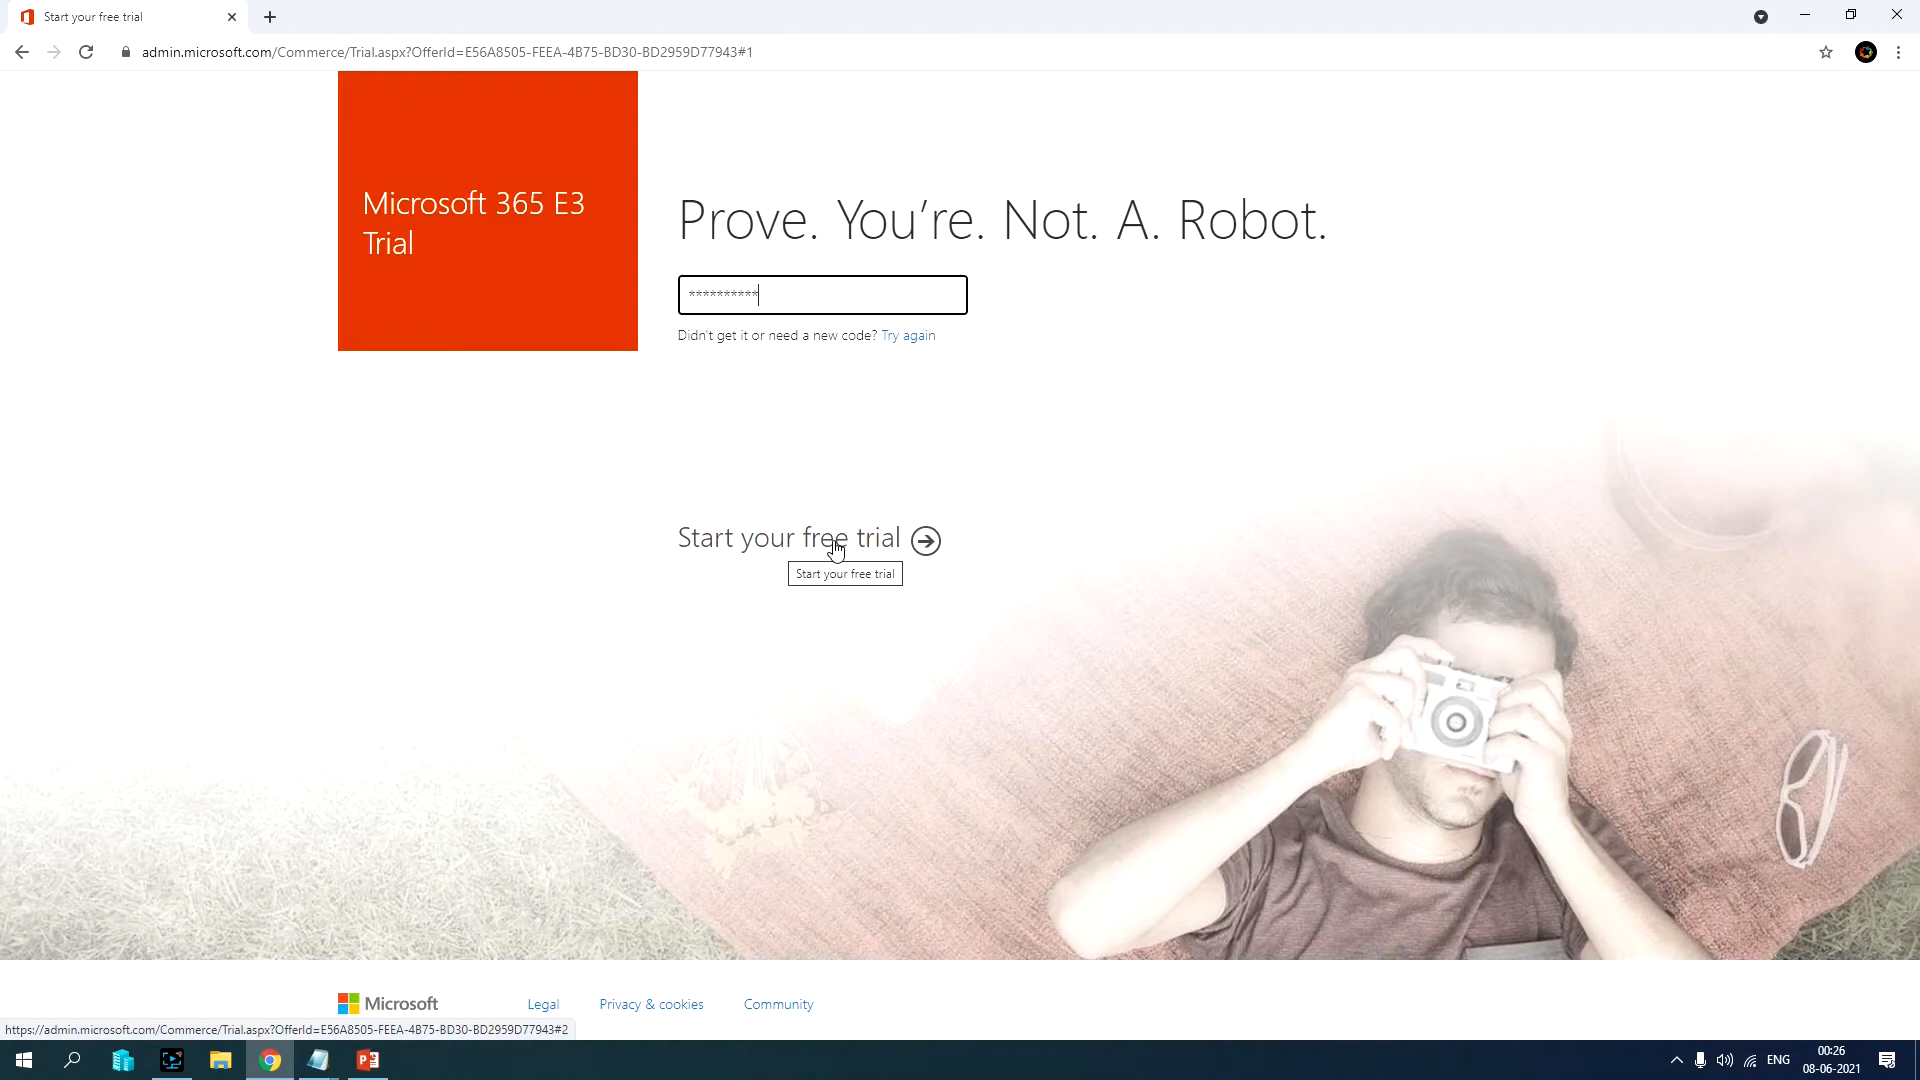 Start your free trial
admin.microsoft.com/Commerce/Trial.aspx?OfferId=E56A8505-FEEA-4B75-BD30-BD2959D77943#1
Microsoft 365 E3
Trial
Prove. You’re. Not. A. Robot.
**********
Didn't get it or need a new code? Try again
Start your free trial
Start your free trial
Microsoft
Legal
Privacy & cookies
Community
https://admin.microsoft.com/Commerce/Trial.aspx?OfferId=E56A8505-FEEA-4B75-BD30-BD2959D77943#2
ENG
00:26
08-06-2021